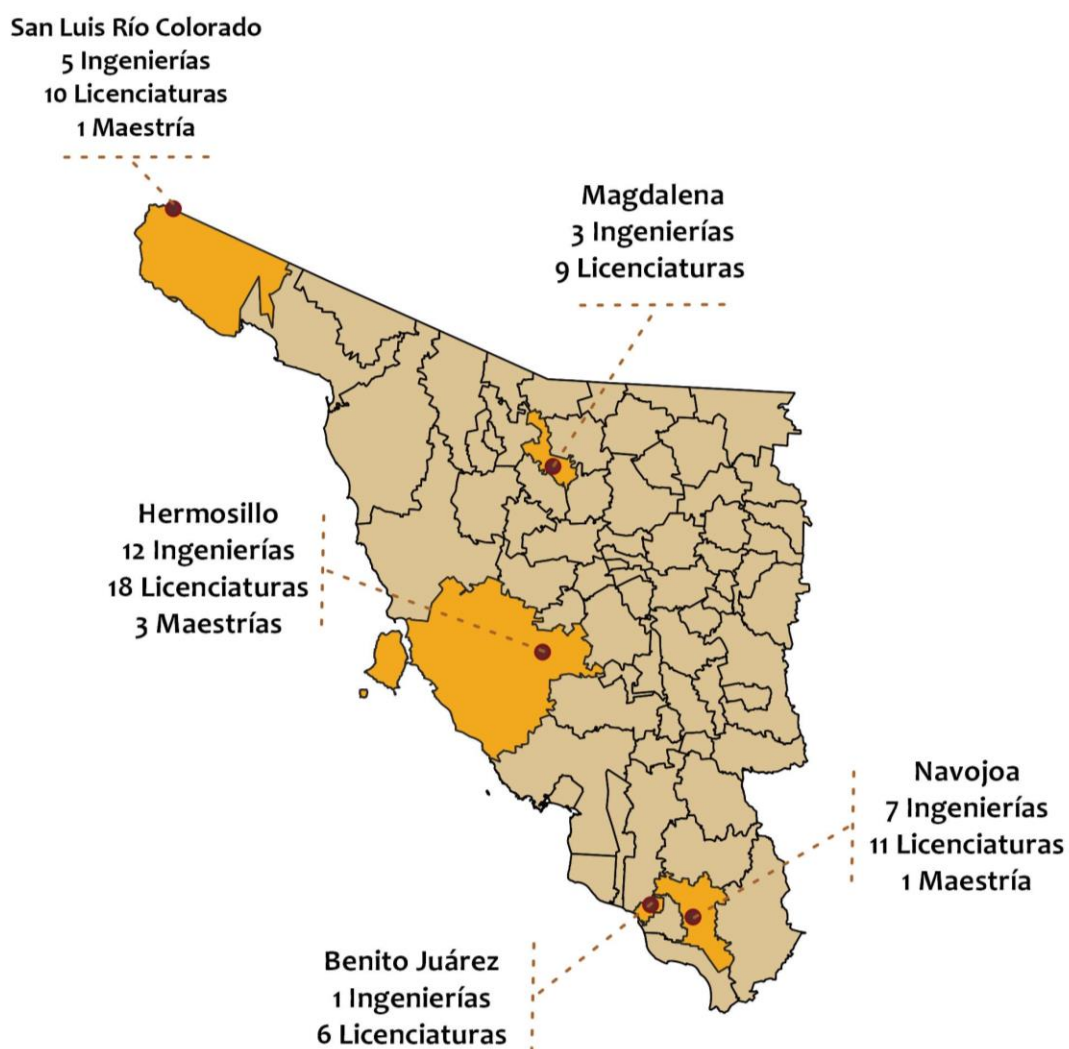 San Luis Río Colorado
5 Ingenierías
10 Licenciaturas
1 Maestría
Magdalena
3 Ingenierías
9 Licenciaturas
Hermosillo
12 Ingenierías
18 Licenciaturas
3 Maestrías
Navojoa
7 Ingenierías
11 Licenciaturas
1 Maestría
Benito Juárez
1 Ingenierías
6 Licenciaturas